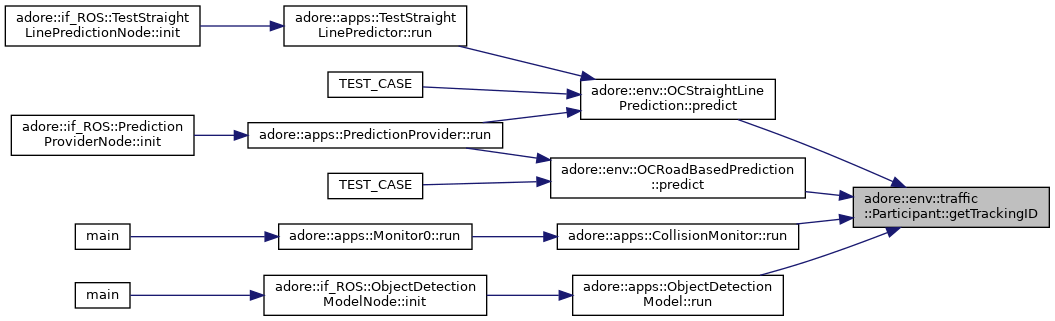 adore::if_ROS::TestStraight
LinePredictionNode::init
adore::apps::TestStraight
LinePredictor::run
TEST_CASE
adore::env::OCStraightLine
Prediction::predict
adore::if_ROS::Prediction
ProviderNode::init
adore::apps::PredictionProvider::run
adore::env::OCRoadBasedPrediction
::predict
TEST_CASE
adore::env::traffic
::Participant::getTrackingID
main
adore::apps::Monitor0::run
adore::apps::CollisionMonitor::run
main
adore::if_ROS::ObjectDetection
ModelNode::init
adore::apps::ObjectDetection
Model::run